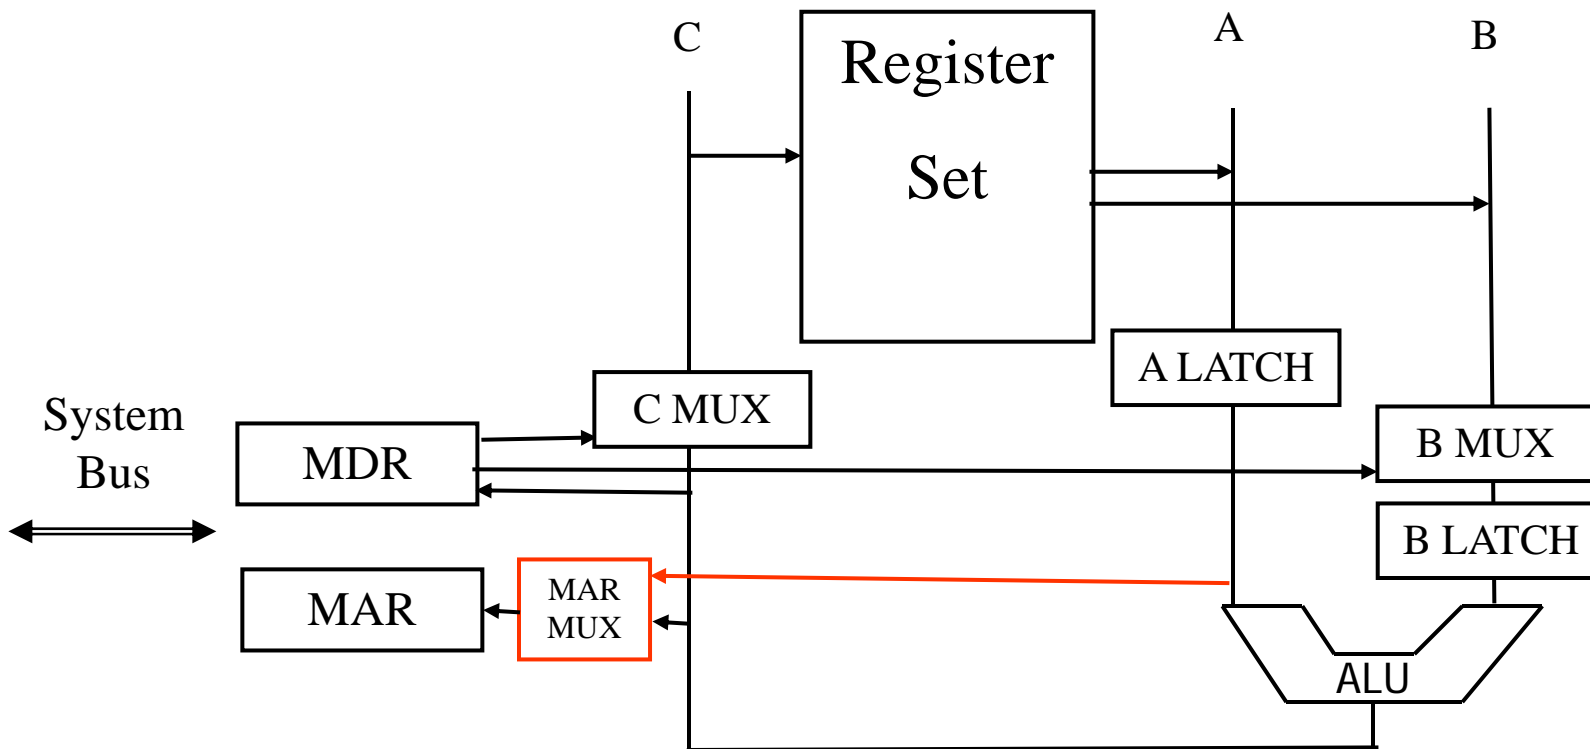 C
Register
Set
A
B
A LATCH
C MUX
B MUX
System
Bus
MDR
B LATCH
MAR
MAR
MUX
ALU